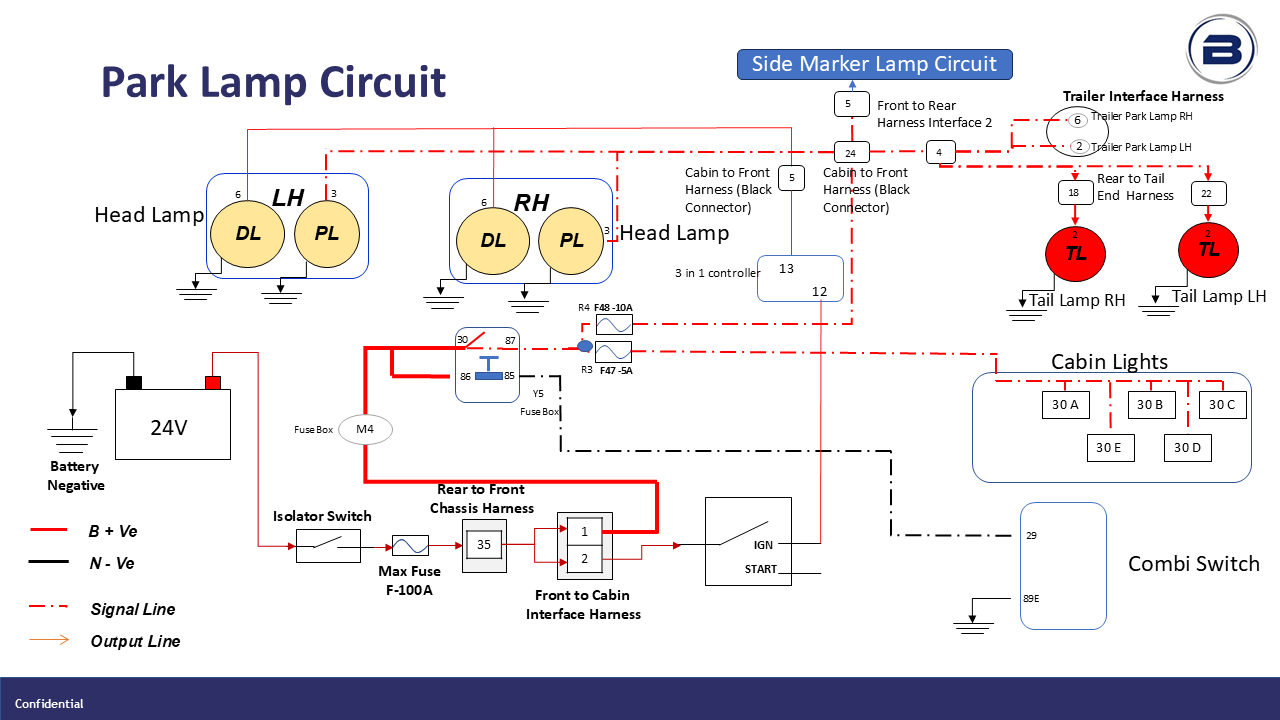 Park Lamp Circuit
Side Marker Lamp Circuit
B
5
Front to Rear
Harness Interface 2
Trailer Interface Harness
6
Trailer Park Lamp RH
2
Trailer Park Lamp LH
24
4
Cabin to Front
Harness (Black
Connector)
5
Cabin to Front
Harness (Black
Connector)
18
Rear to Tail
End Harness
22
Head Lamp
6
LH
3
DL
PL
6
RH
3
DL
PL
Head Lamp
2
TL
Tail Lamp RH
2
TL
Tail Lamp LH
3 in 1 controller
13
12
R4
F48 -10A
R3
F47 -5A
30
87
86
85
Y5
Fuse Box
Cabin Lights
30 A
30 B
30 C
30 E
30 D
24V
Battery
Negative
Fuse Box
M4
B + Ve
N - Ve
Signal Line
Output Line
Isolator Switch
Max Fuse
F-100A
Rear to Front
Chassis Harness
35
1
2
Front to Cabin
Interface Harness
IGN
START
29
89E
Combi Switch
Confidential